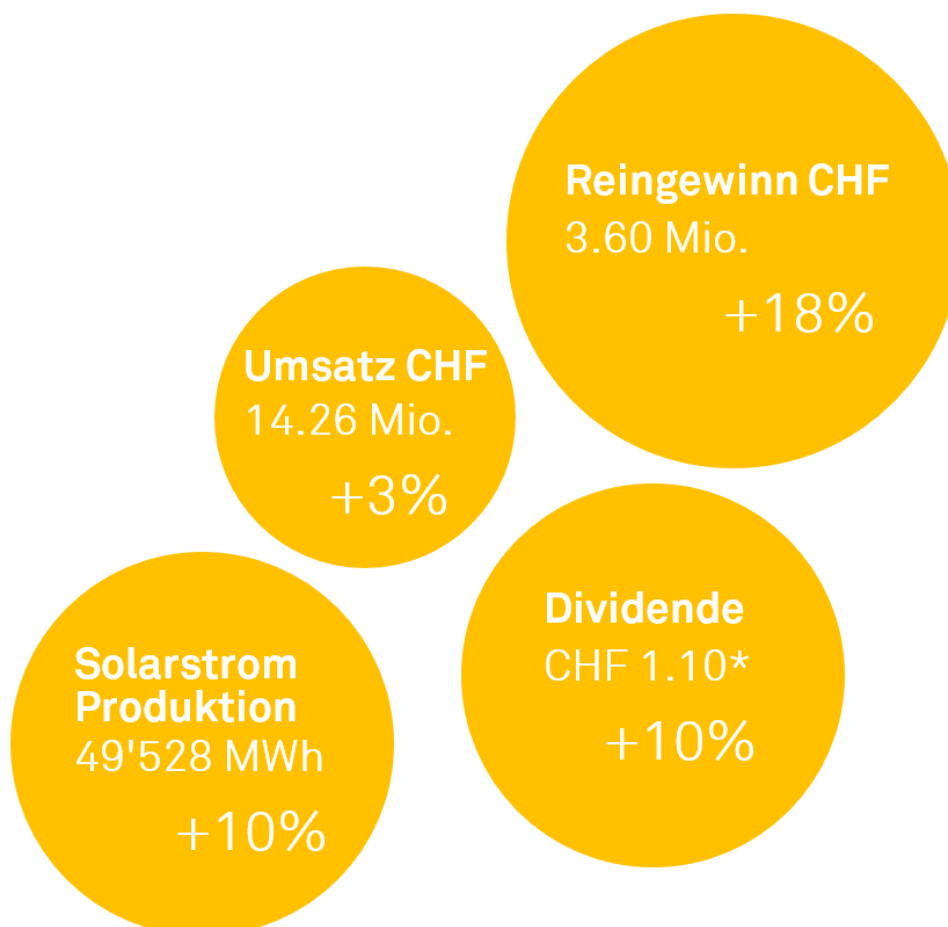 Reingewinn CHF
3.60 Mio.
+18%
Umsatz CHF
14.26 Mio.
+3%
Dividende
CHF 1.10*
+10%
Solarstrom
Produktion
49'528 MWh
+10%